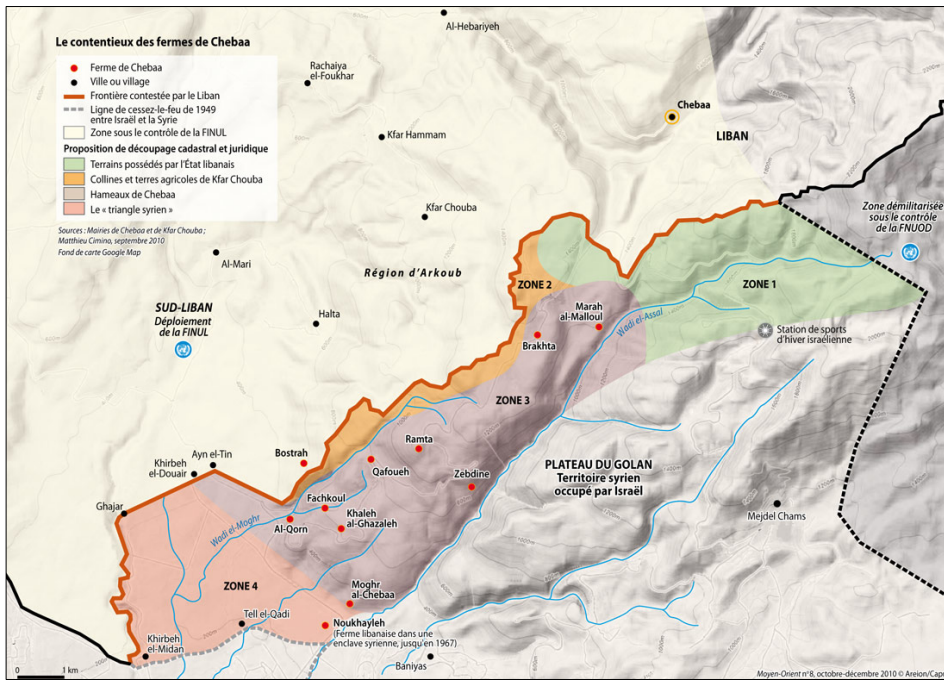 Le contentieux des fermes de Chebaa
Ferme de Chebaa
Ville ou village
Frontière contestée par le Liban
Ligne de cessez-le-feu de 1949
entre Israël et la Syrie
Zone sous le contrôle de la FINUL
Proposition de découpage cadastral et juridique
Terrains possédés par l'État libanais
Collines et terres agricoles de Kfar Chouba
Hameaux de Chebaa
Le « triangle syrien »
Sources : Mairies de Chebaa et de Kfar Chouba ;
Matthieu Cimino, septembre 2010
Fond de carte Google Map
Al-Hebariyeh
Rachaiya
el-Foukhar
Chebaa
Kfar Hammam
LIBAN
Kfar Chouba
Zone démilitarisée
sous le contrôle
de la FNUOD
Al-Mari
Région d'Arkoub
ZONE 2
ZONE 1
SUD-LIBAN
Déploiement
de la FINUL
Halta
Marah
al-Malloul
Wadi el-Assal
Brakhta
Station de sports
d'hiver israélienne
ZONE 3
Ramta
Bostrah
Ayn el-Tin
Khirbeh
el-Douair
Qafoueh
Zebdine
PLATEAU DU GOLAN
Territoire syrien
occupé par Israël
Fachkoul
Ghajar
Khaleh
al-Ghazaleh
Al-Qorn
Wadi el-Moghr
Mejdel Chams
ZONE 4
Moghr
al-Chebaa
Tell el-Qadi
Noukhayleh
(Ferme libanaise dans une
enclave syrienne, jusqu'en 1967)
Khirbeh
el-Midan
Baniyas
0 1 km
Moyen-Orient n°8, octobre-décembre 2010 © Areion/Capri